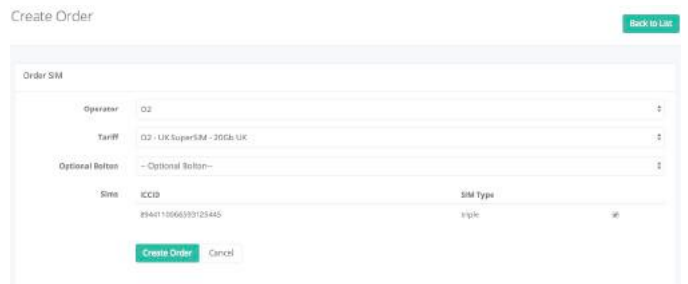 Create Order
Back to List
Order SIM
Operator O2
Tariff O2 - UK SuperSIM - 20Gb UK
Optional Bolton -- Optional Bolton--
Sims ICCID SIM Type
triple
Create Order Cancel